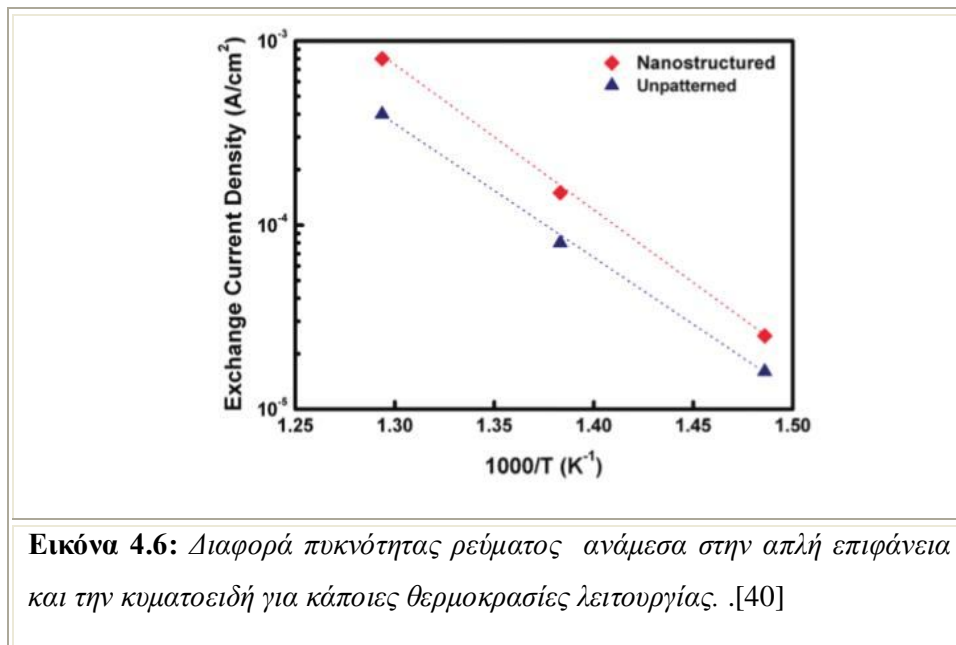 10⁻³
Nanostructured
Unpatterned
Exchange Current Density (A/cm²)
10⁻⁴
10⁻⁵
1.25 1.30 1.35 1.40 1.45 1.50
1000/T (K⁻¹)
Εικόνα 4.6: Διαφορά πυκνότητας ρεύματος ανάμεσα στην απλή επιφάνεια
και την κυματοειδή για κάποιες θερμοκρασίες λειτουργίας. .[40]